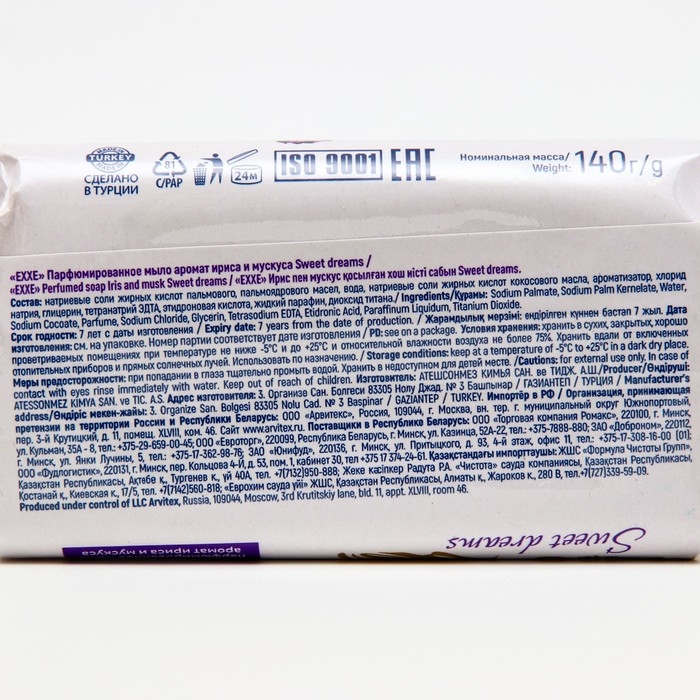 MADE IN
TURKEY
СДЕЛАНО
В ТУРЦИИ
81
C/PAP
24М
ISO 9001
ЕАС
Номинальная масса/
Weight: 140г/g
«EXXE» Парфюмированное мыло аромат ириса и мускуса Sweet dreams /
«EXXE» Perfumed soap Iris and musk Sweet dreams / «EXXE» Ирис пен мускус қосылған хош иісті сабын Sweet dreams.
Состав: натриевые соли жирных кислот пальмового, пальмоядрового масел, вода, натриевые соли жирных кислот кокосового масла, ароматизатор, хлорид
натрия, глицерин, тетранатрий ЭДТА, этидроновая кислота, жидкий парафин, диоксид титана./ Ingredients/Құрамы: Sodium Palmate, Sodium Palm Kernelate, Water,
Sodium Cocoate, Parfume, Sodium Chloride, Glycerin, Tetrasodium EDTA, Etidronic Acid, Paraffinum Liquidum, Titanium Dioxide.
Срок годности: 7 лет с даты изготовления / Expiry date: 7 years from the date of production. / Жарамдылық мерзімі: өндірілген күннен бастап 7 жыл. Дата
изготовления: см. на упаковке. Номер партии соответствует дате изготовления / PD: see on a package. Условия хранения: хранить в сухих, закрытых, хорошо
проветриваемых помещениях при температуре не ниже -5°С и до +25°С и относительной влажности воздуха не более 75%. Хранить вдали от включенных
отопительных приборов и прямых солнечных лучей. Использовать по назначению. / Storage conditions: keep at a temperature of -5°C to +25°C in a dark dry place.
Меры предосторожности: при попадании в глаза тщательно промыть водой. Хранить в недоступном для детей месте. /Cautions: for external use only. In case of
contact with eyes rinse immediately with water. Keep out of reach of children. Изготовитель: АТЕШСОНМЕЗ КИМЬЯ САН. ве ТИДЖ. А.Ш./Producer/Өндіруші:
ATESSONMEZ KIMYA SAN. ve TIC. A.S. Адрес изготовителя: 3. Организе Сан. Болгеси 83305 Нолу Джад. № 3 Башпынар / ГАЗИАНТЕП / ТУРЦИЯ / Manufacturer's
address/Өндіріс мекен-жайы: 3. Organize San. Bolgesi 83305 Nolu Cad. № 3 Baspinar / GAZIANTEP / TURKEY. Импортёр в РФ / Организация, принимающая
претензии на территории России и Республики Беларусь: ООО «Арвитекс», Россия, 109044, г. Москва, вн. тер. г. муниципальный округ Южнопортовый,
пер. 3-й Крутицкий, д. 11, помещ. XLVIII, ком. 46. Сайт www.arvitex.ru. Поставщики в Республику Беларусь: ООО «Торговая компания Ромакс», 220100, г. Минск,
ул. Кульман, 35А - 8, тел.:+375-29-659-00-45; ООО «Евроторг», 220099, Республика Беларусь, г. Минск, ул. Казинца, 52А-22, тел.: +375-7888-880; ЗАО «Доброном», 220112,
г. Минск, ул. Янки Лучины, 5, тел.: +375-17-362-98-76; ЗАО «Юнифуд», 220136, г. Минск, ул. Притыцкого, д. 93, 4-й этаж, офис 11, тел.: +375-17-308-16-00 (01);
ООО «Фудлогистик», 220131, г. Минск, пер. Кольцова 4-й, д. 53, пом. 1, кабинет 30, тел +375 17 374-24-61. Қазақстандағы импорттаушы: ЖШС «Формула Чистоты Групп»,
Қазақстан Республикасы, Ақтөбе қ., Тургенев к., үй 40А, тел. +7(7132)950-888; Жеке кәсіпкер Радута Р.А. «Чистота» сауда компаниясы, Қазақстан Республикасы,
Қостанай қ., Киевская к., 17/5, тел. +7(7142)560-818; «Еврохим сауда үйі» ЖШС, Қазақстан Республикасы, Алматы қ., Жароков к., 280 В, тел.+7(727)339-59-09.
Produced under control of LLC Arvitex, Russia, 109044, Moscow, 3rd Krutitskiy lane, bld. 11, appt. XLVIII, room 46.
Sweet dreams
аромат ириса и мускуса